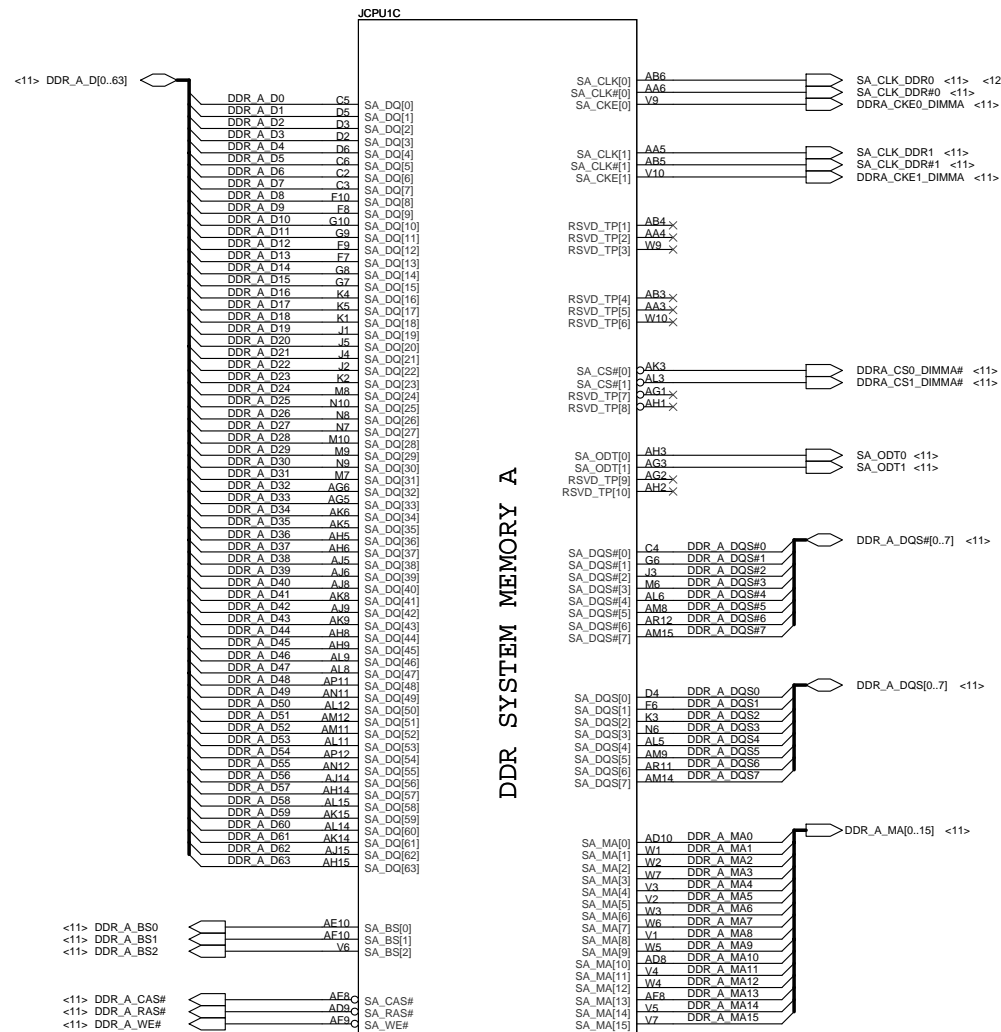 JCPU1C
<11> DDR_A_D[0..63]
DDR_A_D0 C5 SA_DQ[0]
DDR_A_D1 D5 SA_DQ[1]
DDR_A_D2 D3 SA_DQ[2]
DDR_A_D3 D2 SA_DQ[3]
DDR_A_D4 D6 SA_DQ[4]
DDR_A_D5 C6 SA_DQ[5]
DDR_A_D6 C2 SA_DQ[6]
DDR_A_D7 C3 SA_DQ[7]
DDR_A_D8 F10 SA_DQ[8]
DDR_A_D9 F8 SA_DQ[9]
DDR_A_D10 G10 SA_DQ[10]
DDR_A_D11 G9 SA_DQ[11]
DDR_A_D12 F9 SA_DQ[12]
DDR_A_D13 F7 SA_DQ[13]
DDR_A_D14 G8 SA_DQ[14]
DDR_A_D15 G7 SA_DQ[15]
DDR_A_D16 K4 SA_DQ[16]
DDR_A_D17 K5 SA_DQ[17]
DDR_A_D18 K1 SA_DQ[18]
DDR_A_D19 J1 SA_DQ[19]
DDR_A_D20 J5 SA_DQ[20]
DDR_A_D21 J4 SA_DQ[21]
DDR_A_D22 J2 SA_DQ[22]
DDR_A_D23 K2 SA_DQ[23]
DDR_A_D24 M8 SA_DQ[24]
DDR_A_D25 N10 SA_DQ[25]
DDR_A_D26 N8 SA_DQ[26]
DDR_A_D27 N7 SA_DQ[27]
DDR_A_D28 M10 SA_DQ[28]
DDR_A_D29 M9 SA_DQ[29]
DDR_A_D30 N9 SA_DQ[30]
DDR_A_D31 M7 SA_DQ[31]
DDR_A_D32 AG6 SA_DQ[32]
DDR_A_D33 AG5 SA_DQ[33]
DDR_A_D34 AK6 SA_DQ[34]
DDR_A_D35 AK5 SA_DQ[35]
DDR_A_D36 AH5 SA_DQ[36]
DDR_A_D37 AH6 SA_DQ[37]
DDR_A_D38 AJ5 SA_DQ[38]
DDR_A_D39 AJ6 SA_DQ[39]
DDR_A_D40 AJ8 SA_DQ[40]
DDR_A_D41 AK8 SA_DQ[41]
DDR_A_D42 AJ9 SA_DQ[42]
DDR_A_D43 AK9 SA_DQ[43]
DDR_A_D44 AH8 SA_DQ[44]
DDR_A_D45 AH9 SA_DQ[45]
DDR_A_D46 AL9 SA_DQ[46]
DDR_A_D47 AL8 SA_DQ[47]
DDR_A_D48 AP11 SA_DQ[48]
DDR_A_D49 AN11 SA_DQ[49]
DDR_A_D50 AL12 SA_DQ[50]
DDR_A_D51 AM12 SA_DQ[51]
DDR_A_D52 AM11 SA_DQ[52]
DDR_A_D53 AL11 SA_DQ[53]
DDR_A_D54 AP12 SA_DQ[54]
DDR_A_D55 AN12 SA_DQ[55]
DDR_A_D56 AJ14 SA_DQ[56]
DDR_A_D57 AH14 SA_DQ[57]
DDR_A_D58 AL15 SA_DQ[58]
DDR_A_D59 AK15 SA_DQ[59]
DDR_A_D60 AL14 SA_DQ[60]
DDR_A_D61 AK14 SA_DQ[61]
DDR_A_D62 AJ15 SA_DQ[62]
DDR_A_D63 AH15 SA_DQ[63]
<11> DDR_A_BS0 AE10 SA_BS[0]
<11> DDR_A_BS1 AF10 SA_BS[1]
<11> DDR_A_BS2 V6 SA_BS[2]
<11> DDR_A_CAS# AE8 SA_CAS#
<11> DDR_A_RAS# AD9 SA_RAS#
<11> DDR_A_WE# AF9 SA_WE#
DDR SYSTEM MEMORY A
SA_CLK[0] AB6 SA_CLK_DDR0 <11> <12
SA_CLK#[0] AA6 SA_CLK_DDR#0 <11>
SA_CKE[0] V9 DDRA_CKE0_DIMMA <11>
SA_CLK[1] AA5 SA_CLK_DDR1 <11>
SA_CLK#[1] AB5 SA_CLK_DDR#1 <11>
SA_CKE[1] V10 DDRA_CKE1_DIMMA <11>
RSVD_TP[1] AB4
RSVD_TP[2] AA4
RSVD_TP[3] W9
RSVD_TP[4] AB3
RSVD_TP[5] AA3
RSVD_TP[6] W10
SA_CS#[0] AK3 DDRA_CS0_DIMMA# <11>
SA_CS#[1] AL3 DDRA_CS1_DIMMA# <11>
RSVD_TP[7] AG1
RSVD_TP[8] AH1
SA_ODT[0] AH3 SA_ODT0 <11>
SA_ODT[1] AG3 SA_ODT1 <11>
RSVD_TP[9] AG2
RSVD_TP[10] AH2
DDR_A_DQS#[0..7] <11>
SA_DQS#[0] C4 DDR_A_DQS#0
SA_DQS#[1] G6 DDR_A_DQS#1
SA_DQS#[2] J3 DDR_A_DQS#2
SA_DQS#[3] M6 DDR_A_DQS#3
SA_DQS#[4] AL6 DDR_A_DQS#4
SA_DQS#[5] AM8 DDR_A_DQS#5
SA_DQS#[6] AR12 DDR_A_DQS#6
SA_DQS#[7] AM15 DDR_A_DQS#7
DDR_A_DQS[0..7] <11>
SA_DQS[0] D4 DDR_A_DQS0
SA_DQS[1] F6 DDR_A_DQS1
SA_DQS[2] K3 DDR_A_DQS2
SA_DQS[3] N6 DDR_A_DQS3
SA_DQS[4] AL5 DDR_A_DQS4
SA_DQS[5] AM9 DDR_A_DQS5
SA_DQS[6] AR11 DDR_A_DQS6
SA_DQS[7] AM14 DDR_A_DQS7
DDR_A_MA[0..15] <11>
SA_MA[0] AD10 DDR_A_MA0
SA_MA[1] W1 DDR_A_MA1
SA_MA[2] W2 DDR_A_MA2
SA_MA[3] W7 DDR_A_MA3
SA_MA[4] V3 DDR_A_MA4
SA_MA[5] V2 DDR_A_MA5
SA_MA[6] W3 DDR_A_MA6
SA_MA[7] W6 DDR_A_MA7
SA_MA[8] V1 DDR_A_MA8
SA_MA[9] W5 DDR_A_MA9
SA_MA[10] AD8 DDR_A_MA10
SA_MA[11] V4 DDR_A_MA11
SA_MA[12] W4 DDR_A_MA12
SA_MA[13] AF8 DDR_A_MA13
SA_MA[14] V5 DDR_A_MA14
SA_MA[15] V7 DDR_A_MA15